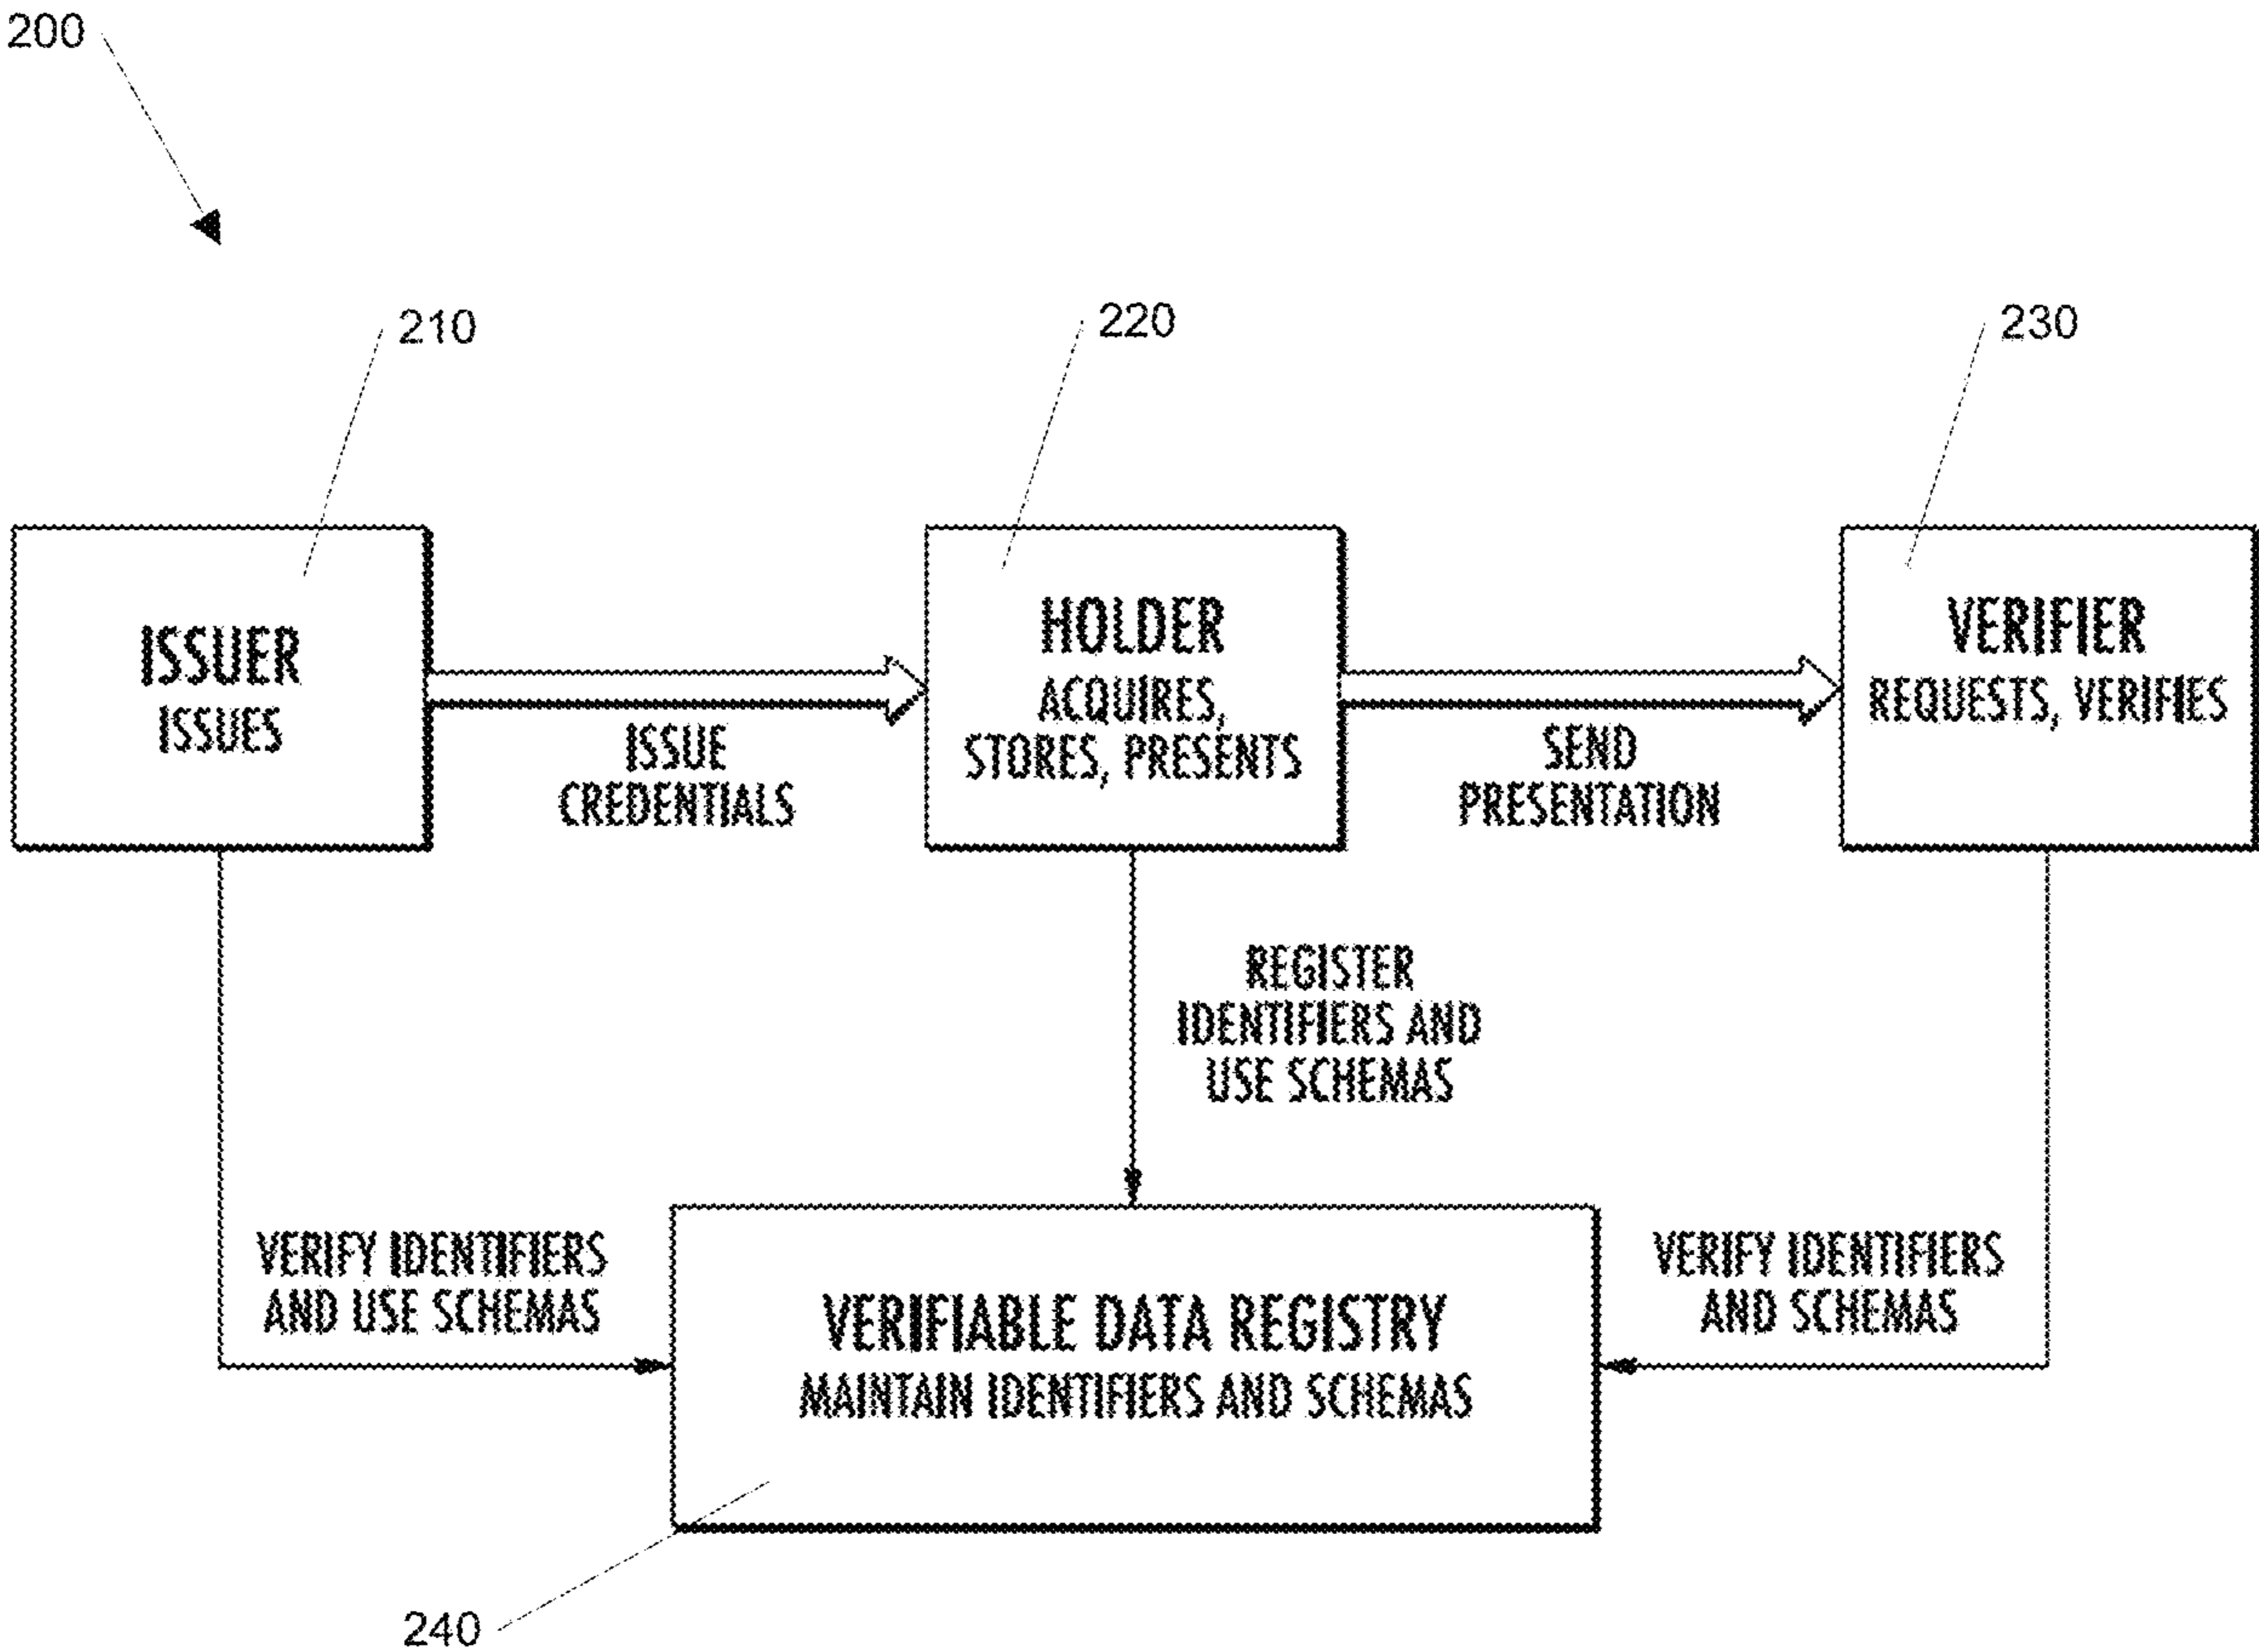 200
210
220
230
ISSUER
ISSUES
HOLDER
ACQUIRES,
STORES, PRESENTS
VERIFIER
REQUESTS, VERIFIES
ISSUE
CREDENTIALS
SEND
PRESENTATION
REGISTER
IDENTIFIERS AND
USE SCHEMAS
VERIFY IDENTIFIERS
AND USE SCHEMAS
VERIFIABLE DATA REGISTRY
MAINTAIN IDENTIFIERS AND SCHEMAS
VERIFY IDENTIFIERS
AND SCHEMAS
240